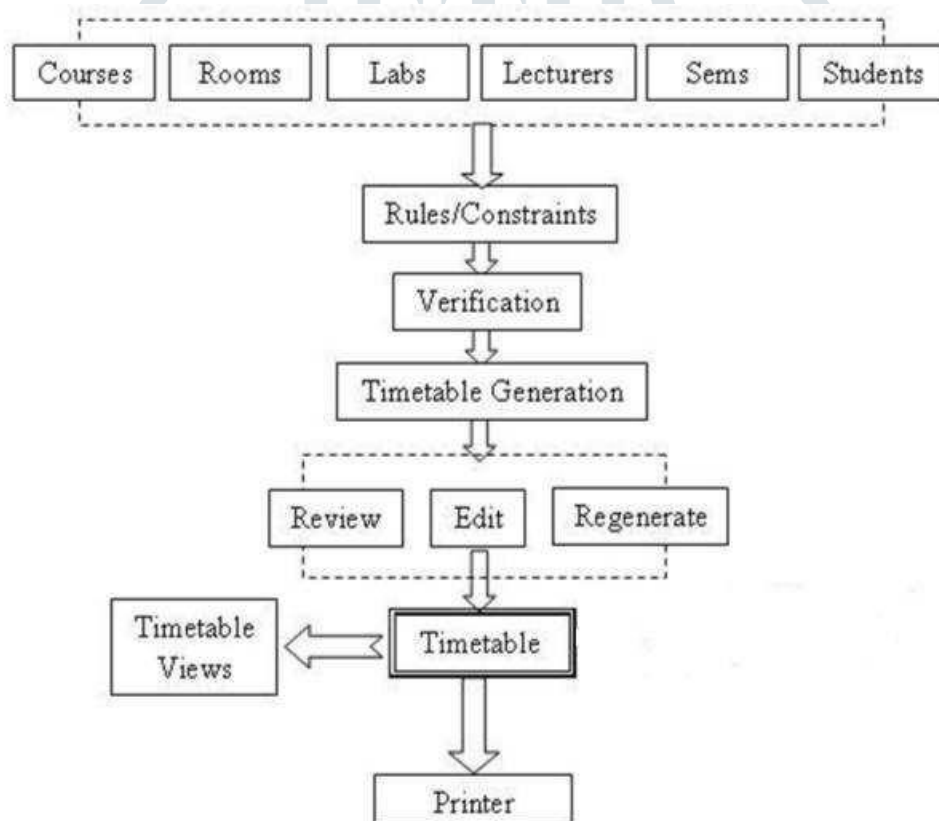 Courses
Rooms
Labs
Lecturers
Sems
Students
Rules/Constraints
Verification
Timetable Generation
Review
Edit
Regenerate
Timetable
Views
Timetable
Printer